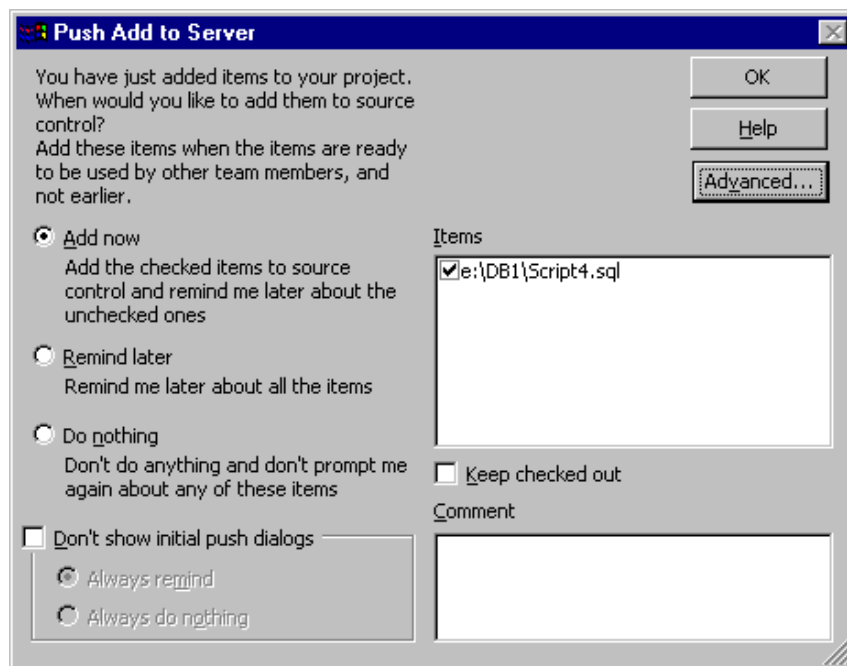 Push Add to Server
You have just added items to your project.
When would you like to add them to source
control?
Add these items when the items are ready
to be used by other team members, and
not earlier.
OK
Help
Advanced...
Add now
Add the checked items to source
control and remind me later about the
unchecked ones
Remind later
Remind me later about all the items
Do nothing
Don't do anything and don't prompt me
again about any of these items
Don't show initial push dialogs
Always remind
Always do nothing
Items
e:\DB1\Script4.sql
Keep checked out
Comment